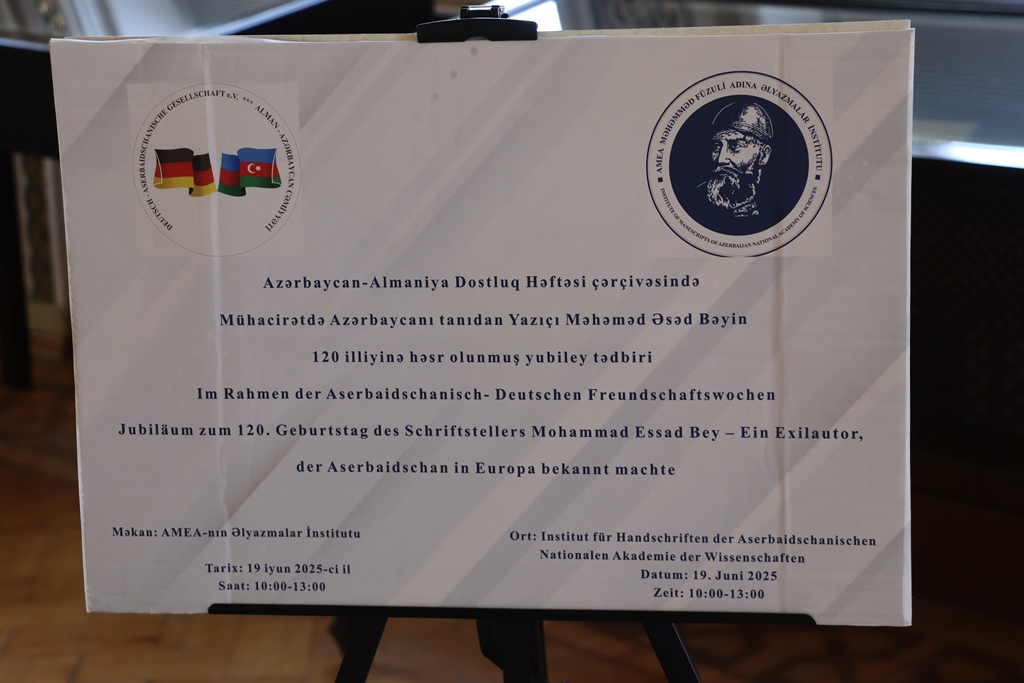 DEUTSCH - ASERBAIDSCHANISCHE GESELLSCHAFT e.V. *** ALMAN - AZƏRBAYCAN CƏMİYYƏTİ
AMEA MƏHƏMMƏD FÜZULİ ADINA ƏLYAZMALAR İNSTİTUTU
INSTITUTE OF MANUSCRIPTS OF AZERBAIJAN NATIONAL ACADEMY OF SCIENCES
Azərbaycan-Almaniya Dostluq Həftəsi çərçivəsində
Mühacirətdə Azərbaycanı tanıdan Yazıçı Məhəməd Əsəd Bəyin
120 illiyinə həsr olunmuş yubiley tədbiri
Im Rahmen der Aserbaidschanisch- Deutschen Freundschaftswochen
Jubiläum zum 120. Geburtstag des Schriftstellers Mohammad Essad Bey – Ein Exilautor,
der Aserbaidschan in Europa bekannt machte
Məkan: AMEA-nın Əlyazmalar İnstitutu
Tarix: 19 iyun 2025-ci il
Saat: 10:00-13:00
Ort: Institut für Handschriften der Aserbaidschanischen
Nationalen Akademie der Wissenschaften
Datum: 19. Juni 2025
Zeit: 10:00-13:00